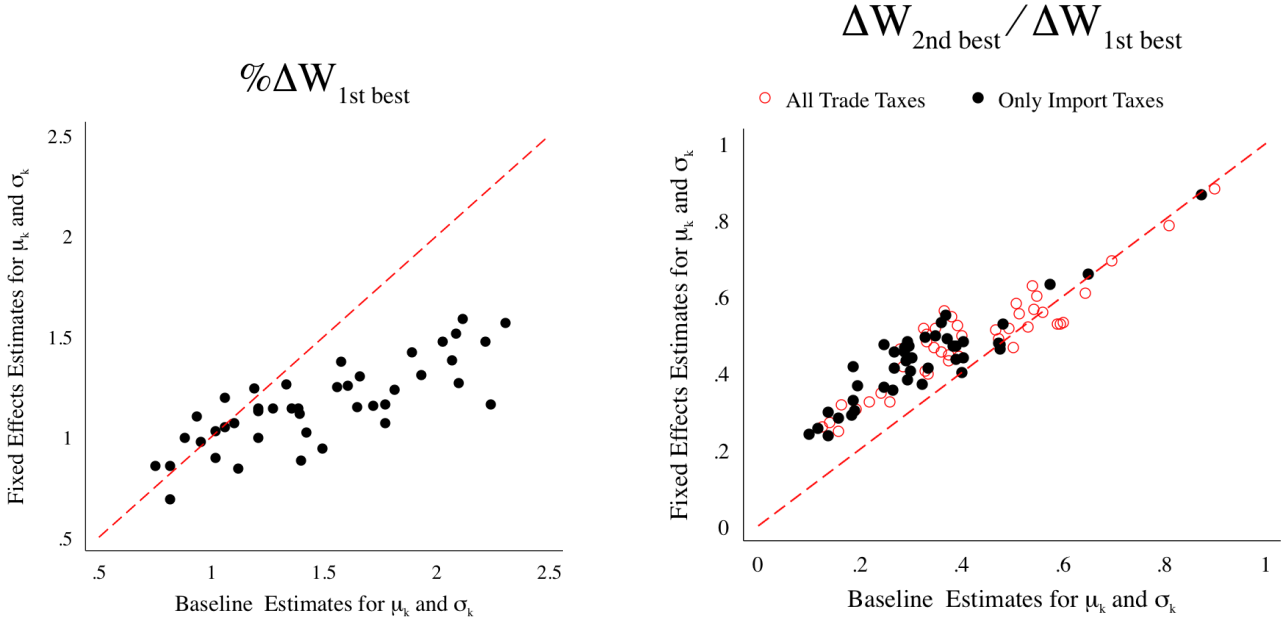 %ΔW1st best
2.5
2
1.5
1
.5
.5 1 1.5 2 2.5
Fixed Effects Estimates for μk and σk
Baseline Estimates for μk and σk
ΔW2nd best/ΔW1st best
All Trade Taxes Only Import Taxes
1
.8
.6
.4
.2
0
0 .2 .4 .6 .8 1
Fixed Effects Estimates for μk and σk
Baseline Estimates for μk and σk